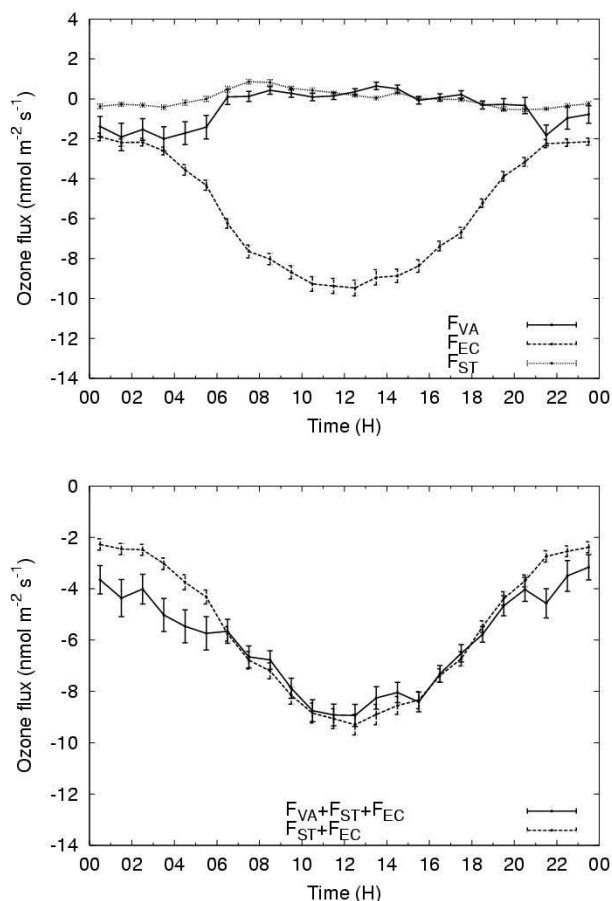 4
2
0
-2
-4
-6
-8
-10
-12
-14
Ozone flux (nmol m⁻² s⁻¹)
F_VA
F_EC
F_ST
00 02 04 06 08 10 12 14 16 18 20 22 00
Time (H)
0
-2
-4
-6
-8
-10
-12
-14
Ozone flux (nmol m⁻² s⁻¹)
F_VA+F_ST+F_EC
F_ST+F_EC
00 02 04 06 08 10 12 14 16 18 20 22 00
Time (H)